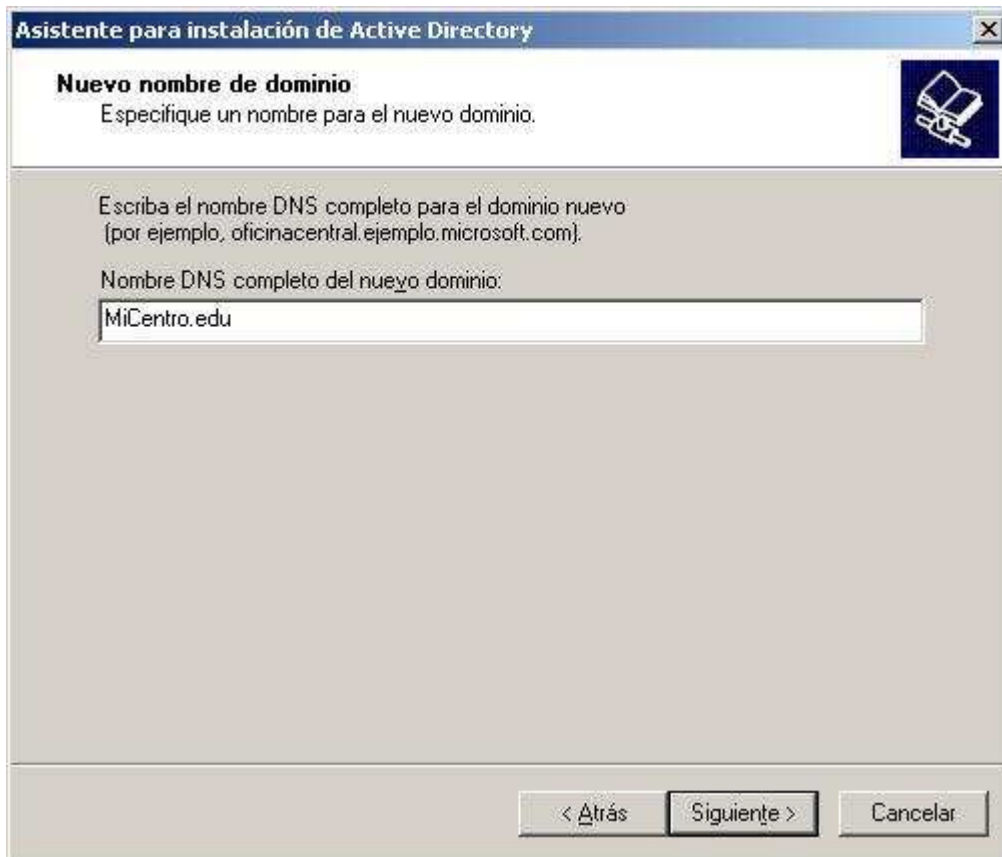 Asistente para instalación de Active Directory
Nuevo nombre de dominio
Especifique un nombre para el nuevo dominio.
Escriba el nombre DNS completo para el dominio nuevo
(por ejemplo, oficinacentral.ejemplo.microsoft.com).
Nombre DNS completo del nuevo dominio:
MiCentro.edu
< Atrás
Siguiente >
Cancelar